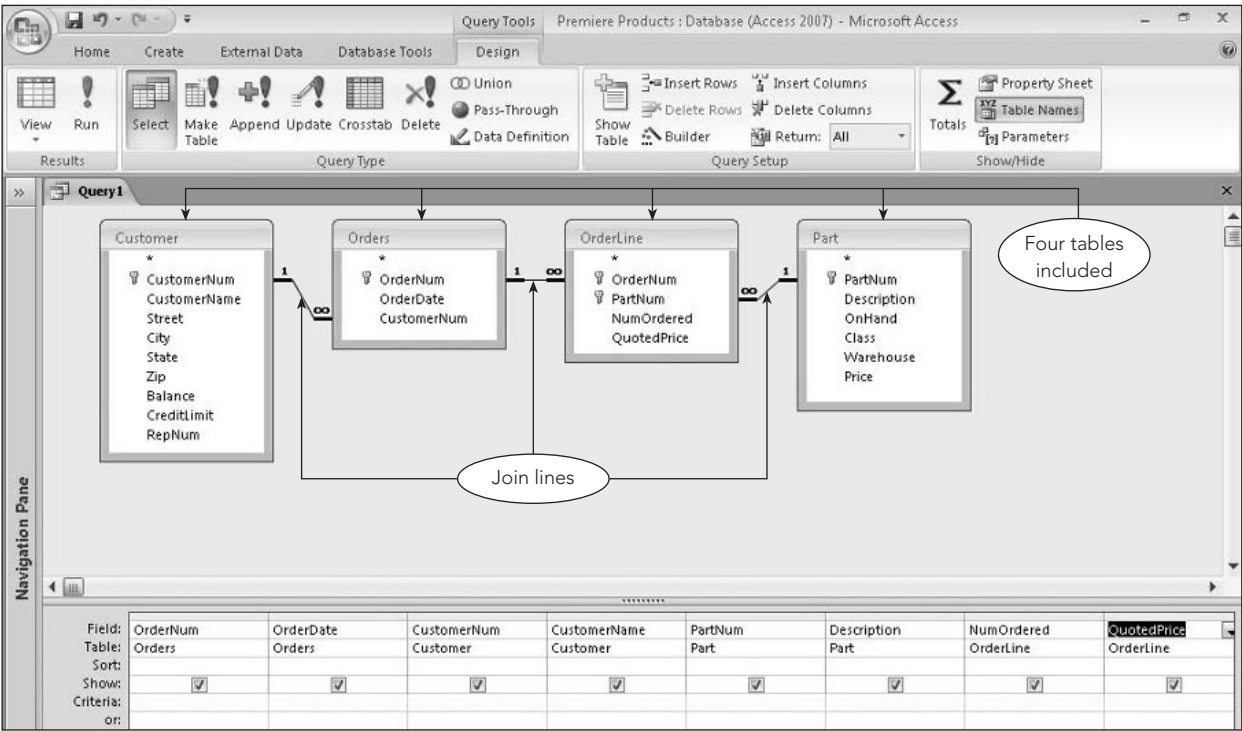 Query Tools Premiere Products : Database (Access 2007) - Microsoft Access
Home Create External Data Database Tools Design
View
Run
Select
Make Table
Append
Update
Crosstab
Delete
Union
Pass-Through
Data Definition
Show Table
Insert Rows
Delete Rows
Builder
Insert Columns
Delete Columns
Return: All
Totals
Property Sheet
Table Names
Parameters
Results
Query Type
Query Setup
Show/Hide
»
Query1
Navigation Pane
Customer
*
CustomerNum
CustomerName
Street
City
State
Zip
Balance
CreditLimit
RepNum
1
∞
Orders
*
OrderNum
OrderDate
CustomerNum
1
∞
OrderLine
*
OrderNum
PartNum
NumOrdered
QuotedPrice
∞
1
Part
*
PartNum
Description
OnHand
Class
Warehouse
Price
Four tables
included
Join lines
Field: OrderNum OrderDate CustomerNum CustomerName PartNum Description NumOrdered QuotedPrice
Table: Orders Orders Customer Customer Part Part OrderLine OrderLine
Sort:
Show:
Criteria:
or: